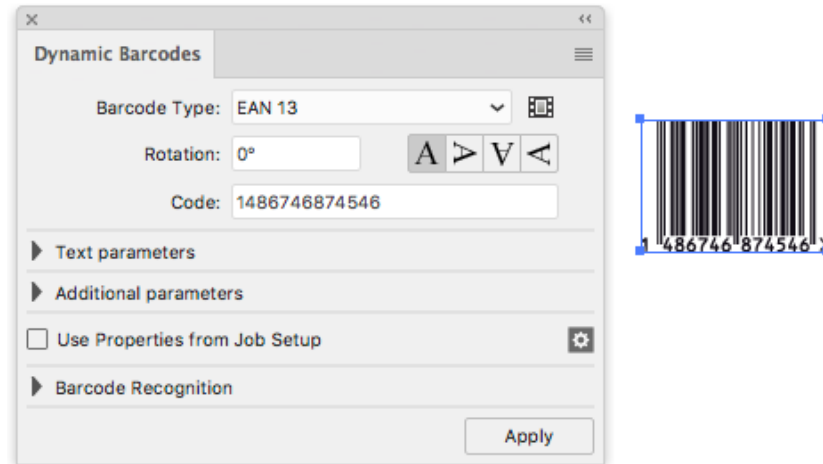 Dynamic Barcodes
Barcode Type: EAN 13
Rotation: 0° A A A A
Code: 1486746874546
Text parameters
Additional parameters
Use Properties from Job Setup
Barcode Recognition
Apply
1 486746 874546 >